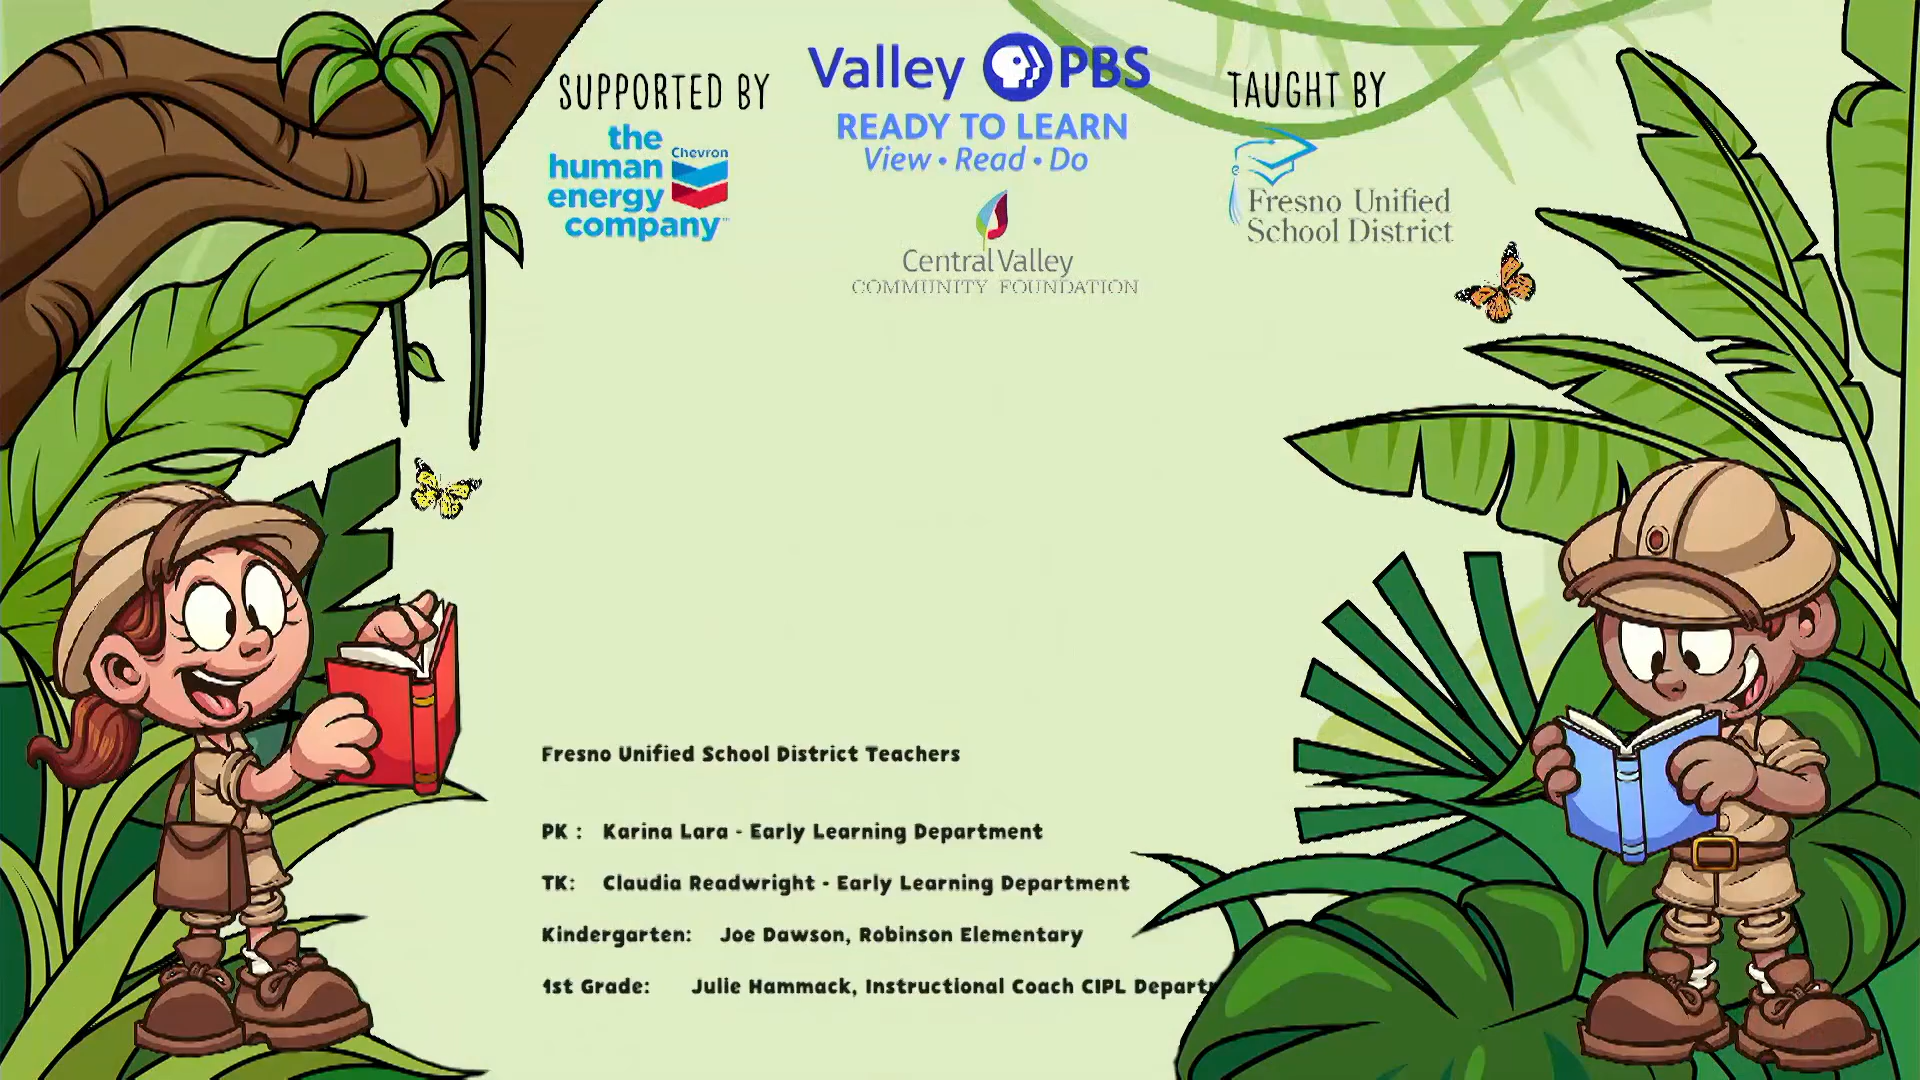 SUPPORTED BY
the
human
energy
company™
Chevron
Valley PBS
READY TO LEARN
View • Read • Do
Central Valley
COMMUNITY FOUNDATION
TAUGHT BY
Fresno Unified
School District
Fresno Unified School District Teachers
PK : Karina Lara - Early Learning Department
TK: Claudia Readwright - Early Learning Department
Kindergarten: Joe Dawson, Robinson Elementary
1st Grade: Julie Hammack, Instructional Coach CIPL